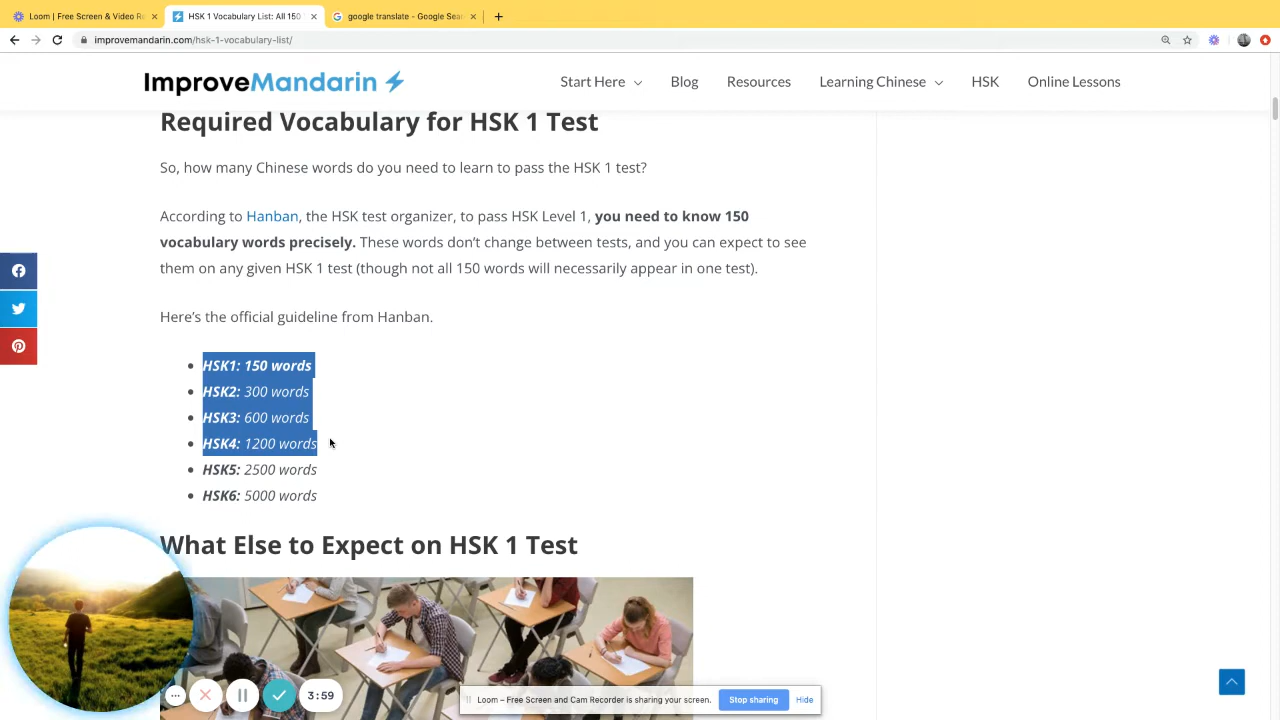 Loom | Free Screen & Video Re
HSK 1 Vocabulary List: All 150
google translate - Google Sear
improvemandarin.com/hsk-1-vocabulary-list/
ImproveMandarin
Start Here
Blog
Resources
Learning Chinese
HSK
Online Lessons
Required Vocabulary for HSK 1 Test
So, how many Chinese words do you need to learn to pass the HSK 1 test?
According to Hanban, the HSK test organizer, to pass HSK Level 1, you need to know 150
vocabulary words precisely. These words don't change between tests, and you can expect to see
them on any given HSK 1 test (though not all 150 words will necessarily appear in one test).
Here's the official guideline from Hanban.
HSK1: 150 words
HSK2: 300 words
HSK3: 600 words
HSK4: 1200 words
HSK5: 2500 words
HSK6: 5000 words
What Else to Expect on HSK 1 Test
3:59
Loom – Free Screen and Cam Recorder is sharing your screen.
Stop sharing
Hide